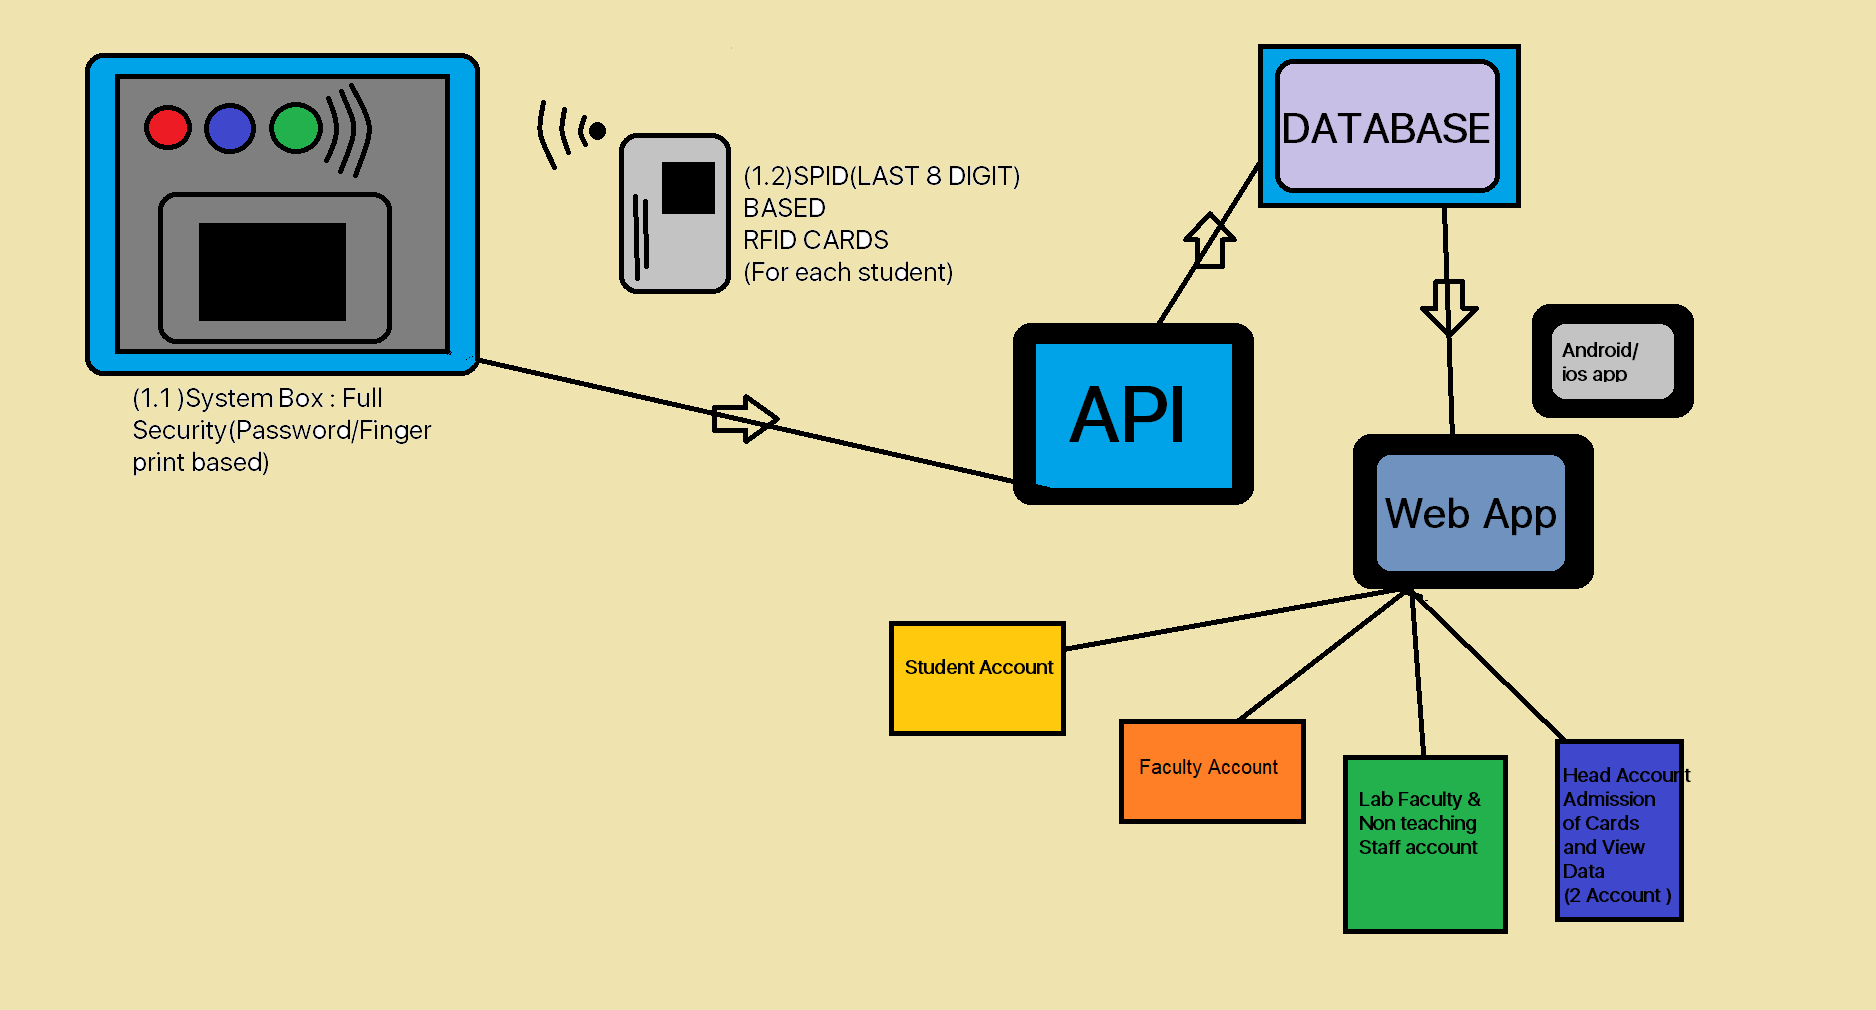 (1.1 )System Box : Full
Security(Password/Finger
print based)
(1.2)SPID(LAST 8 DIGIT)
BASED
RFID CARDS
(For each student)
DATABASE
API
Android/
ios app
Web App
Student Account
Faculty Account
Lab Faculty &
Non teaching
Staff account
Head Account
Admission
of Cards
and View
Data
(2 Account )